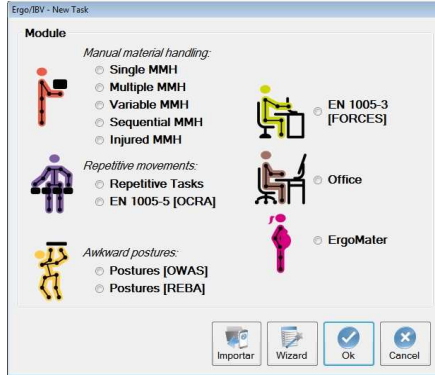 Ergo/IBV - New Task
Module
Manual material handling:
Single MMH
Multiple MMH
Variable MMH
Sequential MMH
Injured MMH
Repetitive movements:
Repetitive Tasks
EN 1005-5 [OCRA]
Awkward postures:
Postures [OWAS]
Postures [REBA]
EN 1005-3
[FORCES]
Office
ErgoMater
Importar
Wizard
Ok
Cancel